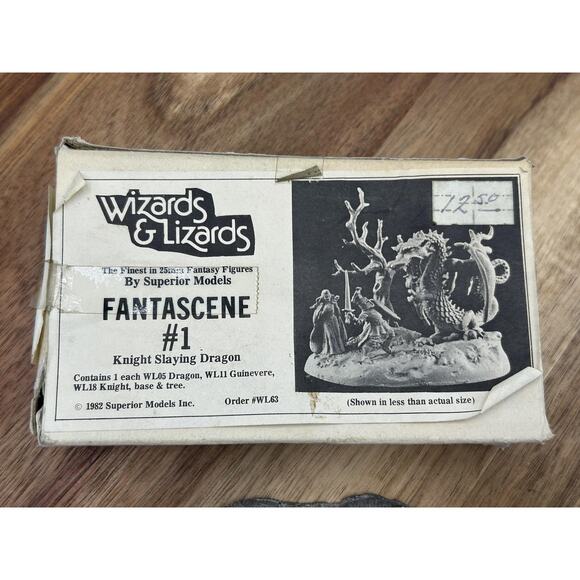 Wizards
& Lizards
The Finest in 25mm Fantasy Figures
By Superior Models
FANTASCENE
#1
Knight Slaying Dragon
Contains 1 each WL05 Dragon, WL11 Guinevere,
WL18 Knight, base & tree.
© 1982 Superior Models Inc. Order #WL63
12.50
(Shown in less than actual size)